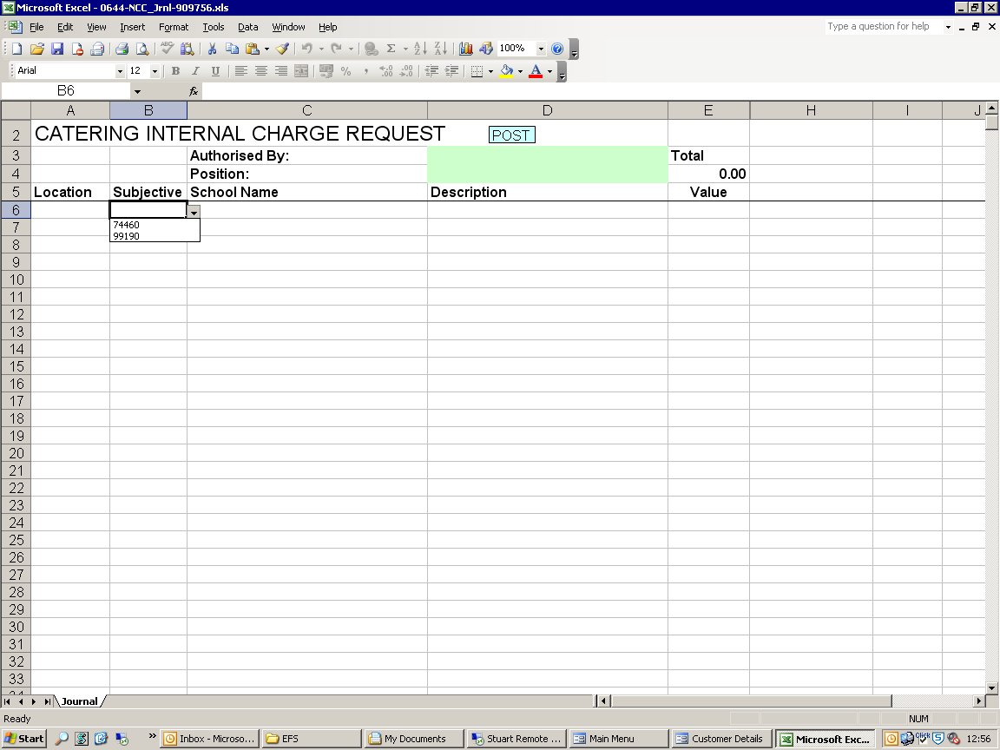 Microsoft Excel - 0644-NCC_Jrnl-909756.xls
File Edit View Insert Format Tools Data Window Help Type a question for help
100%
Arial 12 B I U
B6 fx
A B C D E H I J
2 CATERING INTERNAL CHARGE REQUEST POST
3 Authorised By: Total
4 Position: 0.00
5 Location Subjective School Name Description Value
6
7 74460
99190
8
9
10
11
12
13
14
15
16
17
18
19
20
21
22
23
24
25
26
27
28
29
30
31
32
33
34
Journal
Ready NUM
Start » Inbox - Microso... EFS My Documents Stuart Remote ... Main Menu Customer Details Microsoft Exc... 12:56